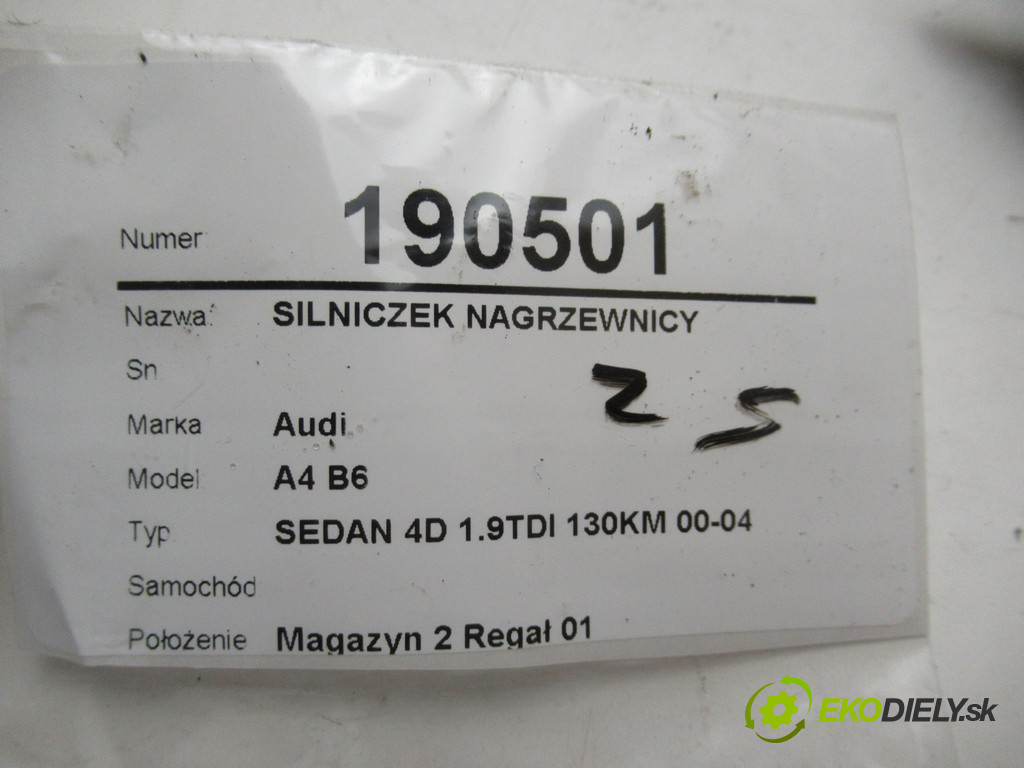 Numer 190501
Nazwa: SILNICZEK NAGRZEWNICY
Sn
Marka Audi
Model A4 B6
Typ SEDAN 4D 1.9TDI 130KM 00-04
Samochód
Położenie Magazyn 2 Regał 01
EKODIELY.sk